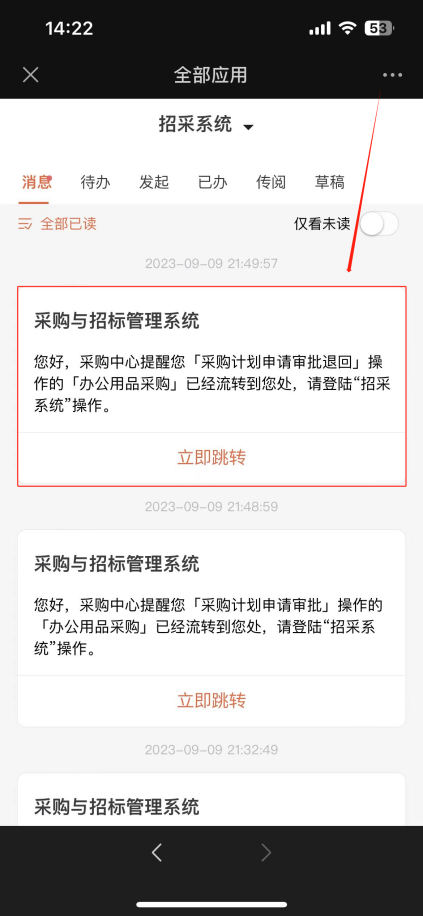 14:22
53
全部应用
招采系统
消息 待办 发起 已办 传阅 草稿
全部已读 仅看未读
2023-09-09 21:49:57
采购与招标管理系统
您好，采购中心提醒您「采购计划申请审批退回」操
作的「办公用品采购」已经流转到您处，请登陆“招采
系统”操作。
立即跳转
2023-09-09 21:48:59
采购与招标管理系统
您好，采购中心提醒您「采购计划申请审批」操作的
「办公用品采购」已经流转到您处，请登陆“招采系
统”操作。
立即跳转
2023-09-09 21:32:49
采购与招标管理系统